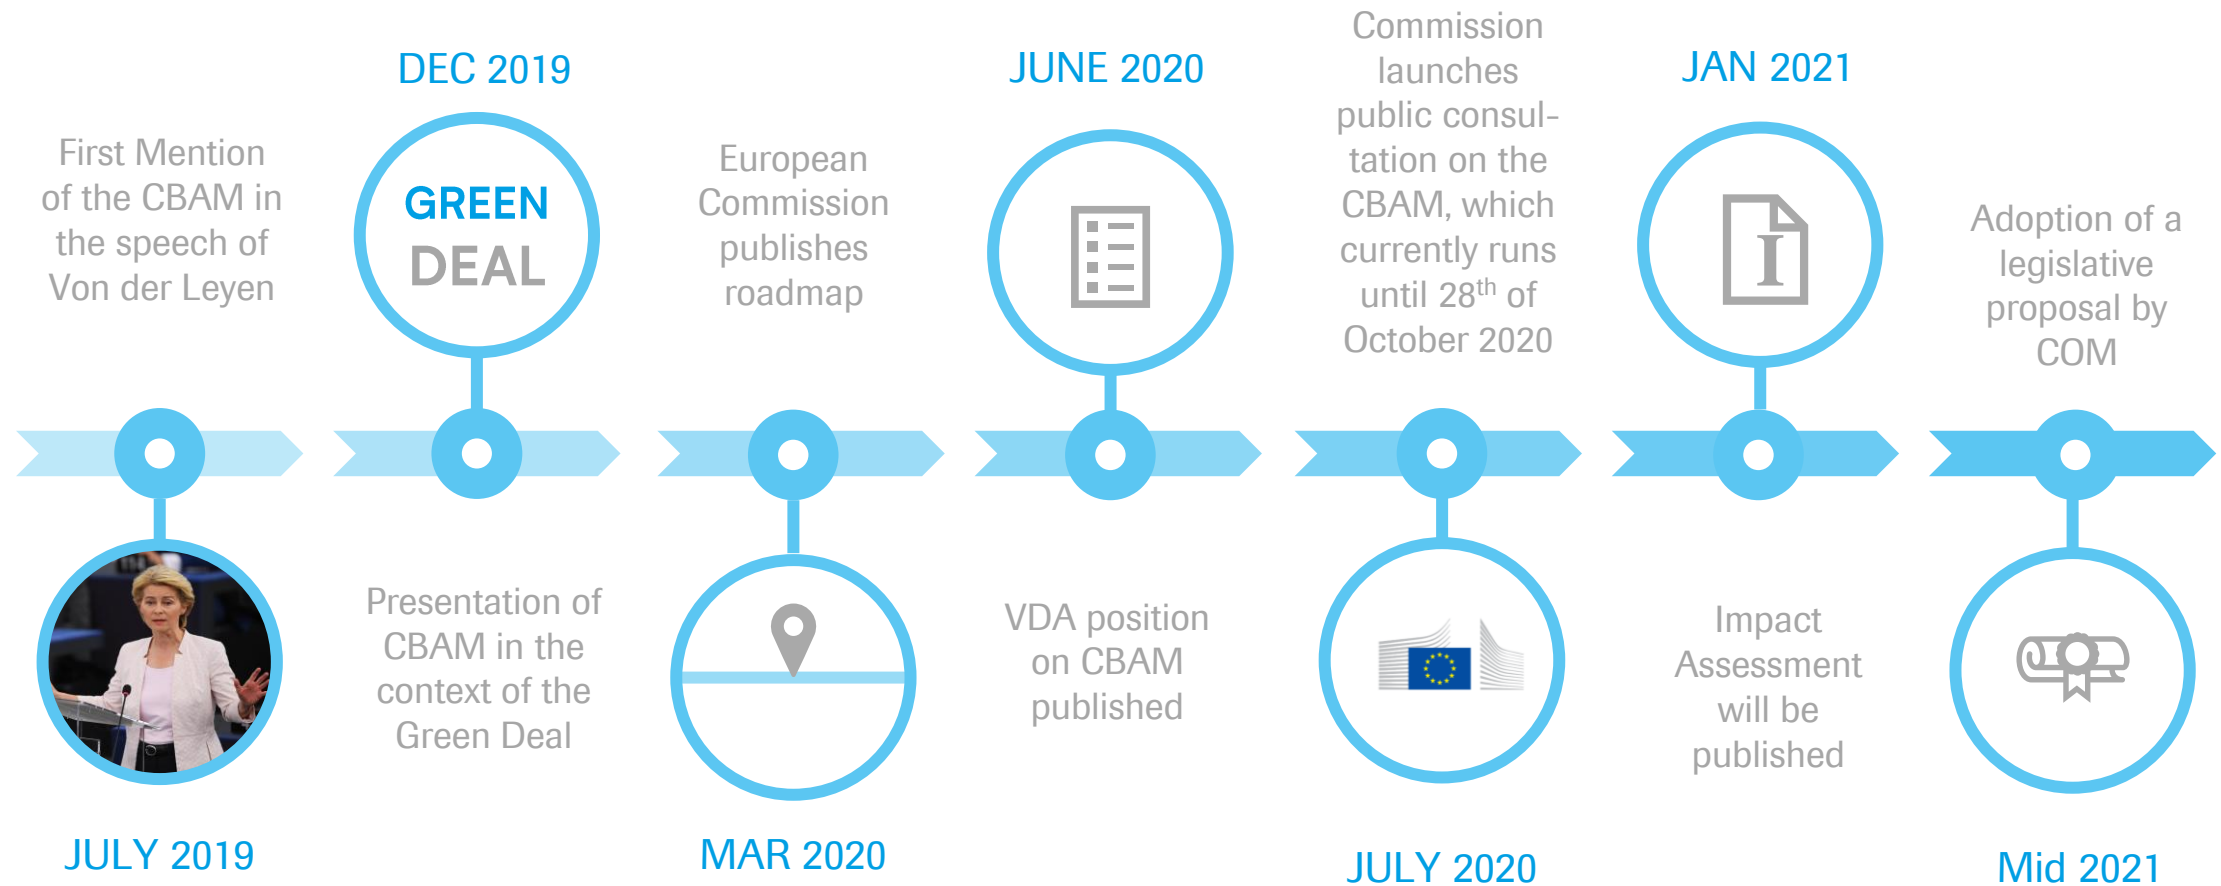 First Mention
of the CBAM in
the speech of
Von der Leyen
JULY 2019
DEC 2019
GREEN
DEAL
Presentation of
CBAM in the
context of the
Green Deal
European
Commission
publishes
roadmap
MAR 2020
JUNE 2020
VDA position
on CBAM
published
Commission
launches
public consul-
tation on the
CBAM, which
currently runs
until 28th of
October 2020
JULY 2020
JAN 2021
I
Impact
Assessment
will be
published
Adoption of a
legislative
proposal by
COM
Mid 2021